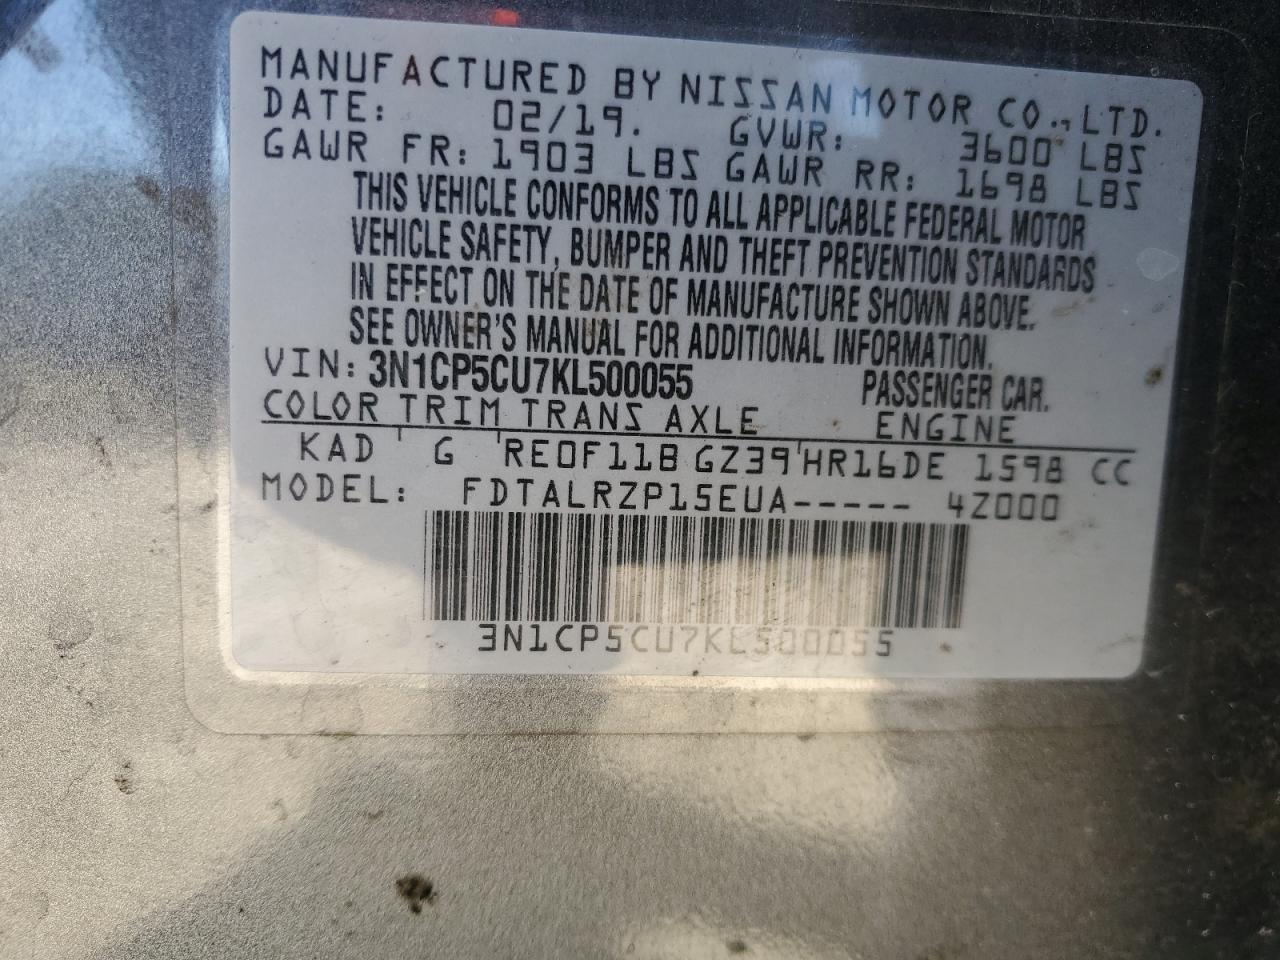 MANUFACTURED BY NISSAN MOTOR CO., LTD.
DATE: 02/19. GVWR: 3600 LBS
GAWR FR: 1903 LBS GAWR RR: 1698 LBS
THIS VEHICLE CONFORMS TO ALL APPLICABLE FEDERAL MOTOR
VEHICLE SAFETY, BUMPER AND THEFT PREVENTION STANDARDS
IN EFFECT ON THE DATE OF MANUFACTURE SHOWN ABOVE.
SEE OWNER'S MANUAL FOR ADDITIONAL INFORMATION.
VIN: 3N1CP5CU7KL500055 PASSENGER CAR.
COLOR TRIM TRANS AXLE ENGINE
KAD ' G ' RE0F11B GZ39 ' HR16DE 1598 CC
MODEL: FDTALRZP15EUA----- 4Z000
3N1CP5CU7KL500055